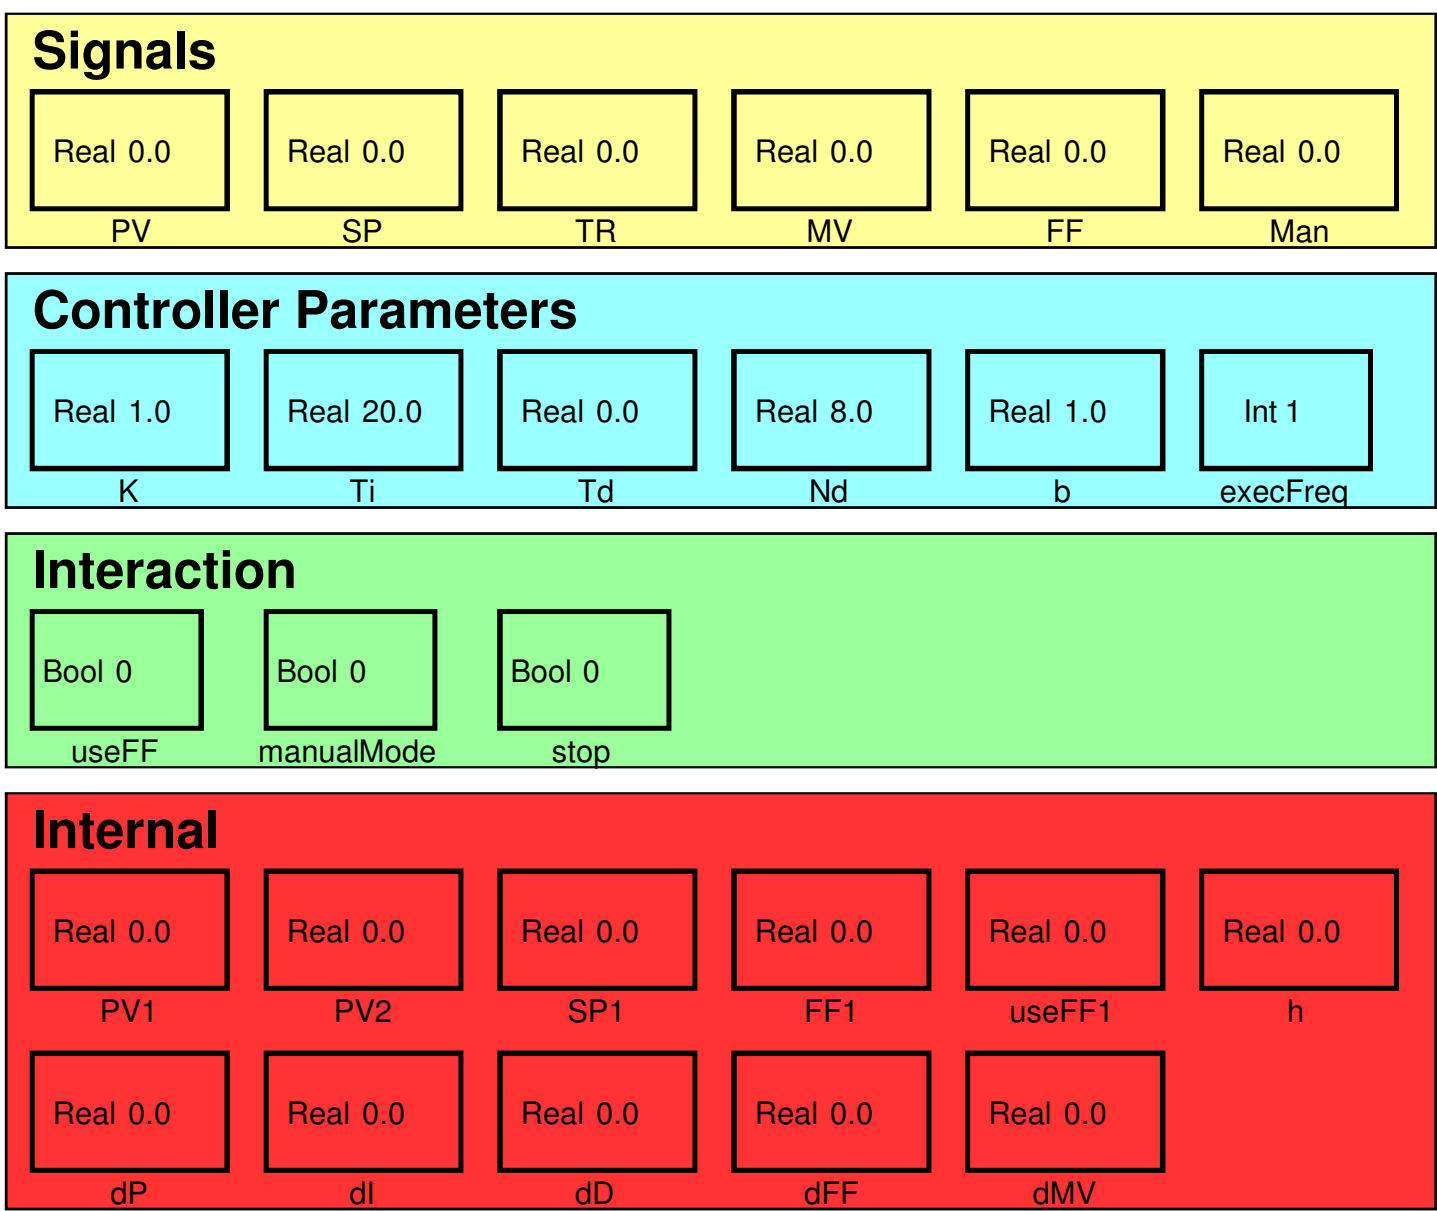 Signals
Real 0.0 Real 0.0 Real 0.0 Real 0.0 Real 0.0 Real 0.0
PV SP TR MV FF Man
Controller Parameters
Real 1.0 Real 20.0 Real 0.0 Real 8.0 Real 1.0 Int 1
K Ti Td Nd b execFreq
Interaction
Bool 0 Bool 0 Bool 0
useFF manualMode stop
Internal
Real 0.0 Real 0.0 Real 0.0 Real 0.0 Real 0.0 Real 0.0
PV1 PV2 SP1 FF1 useFF1 h
Real 0.0 Real 0.0 Real 0.0 Real 0.0 Real 0.0
dP dI dD dFF dMV